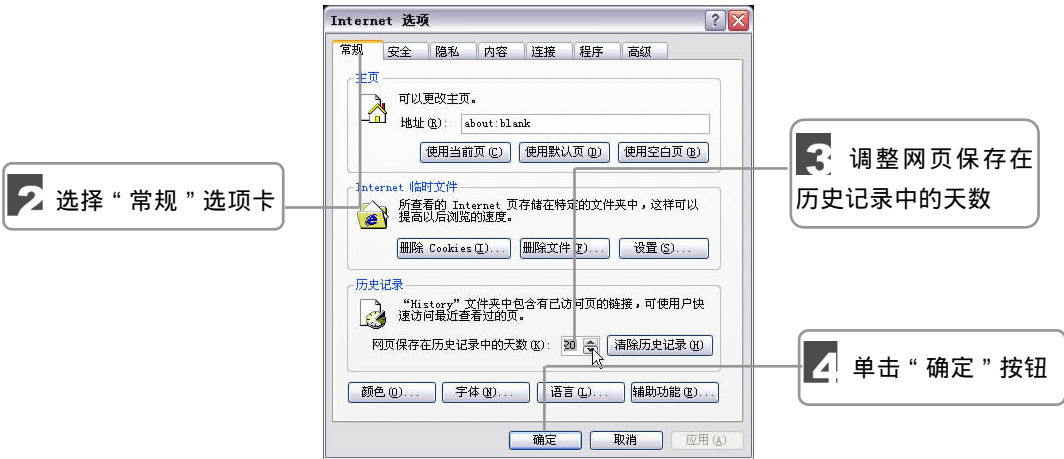 Internet 选项
常规 安全 隐私 内容 连接 程序 高级
主页
可以更改主页。
地址(R): about:blank
使用当前页(C) 使用默认页(D) 使用空白页(B)
Internet 临时文件
所查看的 Internet 页存储在特定的文件夹中，这样可以
提高以后浏览的速度。
删除 Cookies(I)... 删除文件(F)... 设置(S)...
历史记录
“History”文件夹中包含有已访问页的链接，可使用户快
速访问最近查看过的页。
网页保存在历史记录中的天数(K): 20 清除历史记录(H)
颜色(O)... 字体(N)... 语言(L)... 辅助功能(E)...
确定 取消 应用(A)
2 选择“常规”选项卡
3 调整网页保存在
历史记录中的天数
4 单击“确定”按钮